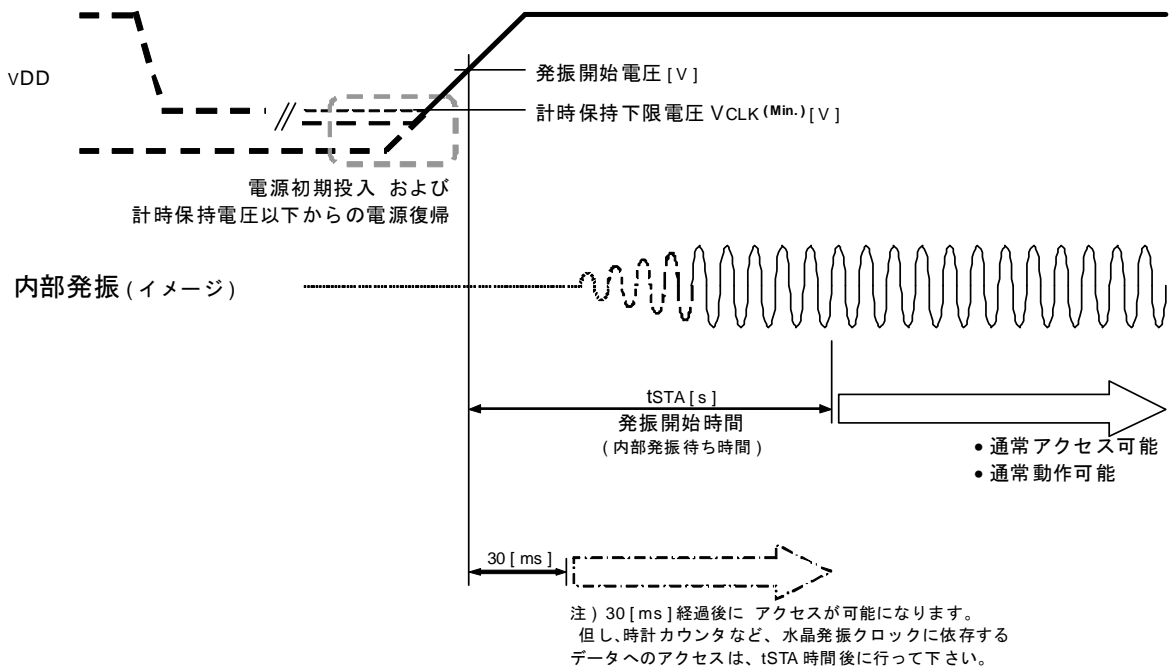 VDD
発振開始電圧 [ V ]
計時保持下限電圧 VCLK (Min.) [ V ]
電源初期投入 および
計時保持電圧以下からの電源復帰
内部発振 ( イメージ )
tSTA [ s ]
発振開始時間
( 内部発振待ち時間 )
• 通常アクセス可能
• 通常動作可能
30 [ ms ]
注 ) 30 [ ms ] 経過後に アクセスが可能になります。
但し、時計カウンタなど、水晶発振クロックに依存する
データへのアクセスは、tSTA 時間後に行って下さい。